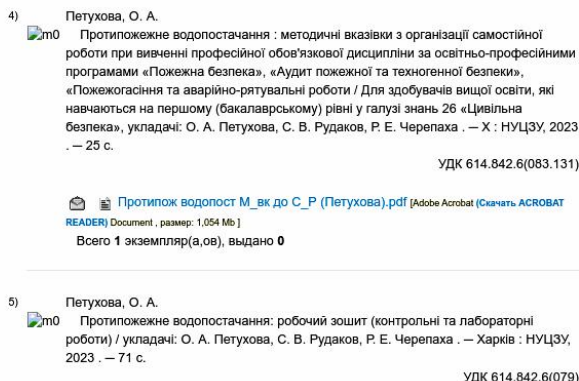 4) Петухова, О. А.
m0 Протипожежне водопостачання : методичні вказівки з організації самостійної
роботи при вивченні професійної обов'язкової дисципліни за освітньо-професійними
програмами «Пожежна безпека», «Аудит пожежної та техногенної безпеки»,
«Пожежогасіння та аварійно-рятувальні роботи / Для здобувачів вищої освіти, які
навчаються на першому (бакалаврському) рівні у галузі знань 26 «Цивільна
безпека», укладачі: О. А. Петухова, С. В. Рудаков, Р. Е. Черепаха . — Х : НУЦЗУ, 2023
. — 25 с.
УДК 614.842.6(083.131)
Протипож водопост М_вк до С_Р (Петухова).pdf [Adobe Acrobat (Скачать ACROBAT
READER) Document , размер: 1,054 Mb ]
Всего 1 экземпляр(а,ов), выдано 0
5) Петухова, О. А.
m0 Протипожежне водопостачання: робочий зошит (контрольні та лабораторні
роботи) / укладачі: О. А. Петухова, С. В. Рудаков, Р. Е. Черепаха . — Харків : НУЦЗУ,
2023 . — 71 с.
УДК 614.842.6(079)